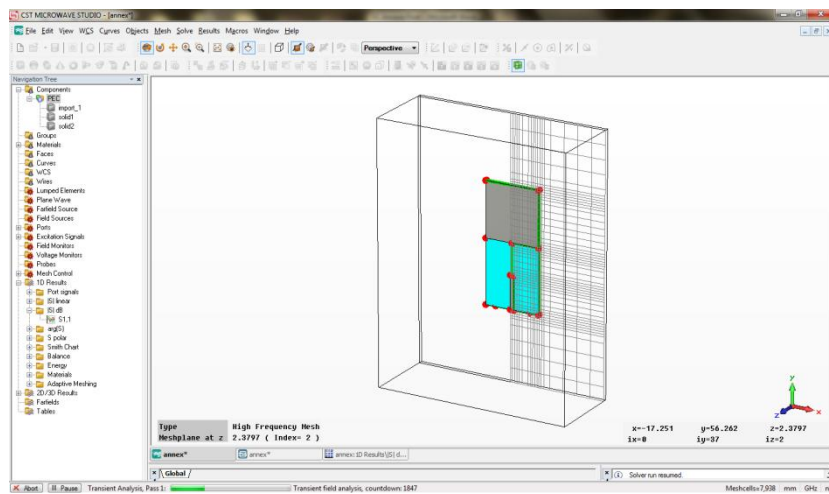 CST MICROWAVE STUDIO - [annex*]
File Edit View WCS Curves Objects Mesh Solve Results Macros Window Help
Perspective
Navigation Tree
Components
PEC
import_1
solid1
solid2
Groups
Materials
Faces
Curves
WCS
Wires
Lumped Elements
Plane Wave
Farfield Source
Field Sources
Ports
Excitation Signals
Field Monitors
Voltage Monitors
Probes
Mesh Control
1D Results
Port signals
|S| linear
|S| dB
S1,1
arg(S)
S polar
Smith Chart
Balance
Energy
Materials
Adaptive Meshing
2D/3D Results
Farfields
Tables
y
x
z
Type High Frequency Mesh
Meshplane at z 2.3797 ( Index= 2 )
x=-17.251 y=56.262 z=2.3797
ix=0 iy=37 iz=2
annex* annex* annex: 1D Results\|S| d...
Global
Solver run resumed.
Abort Pause Transient Analysis, Pass 1: Transient field analysis, countdown: 1847 Meshcells=7,938 mm GHz